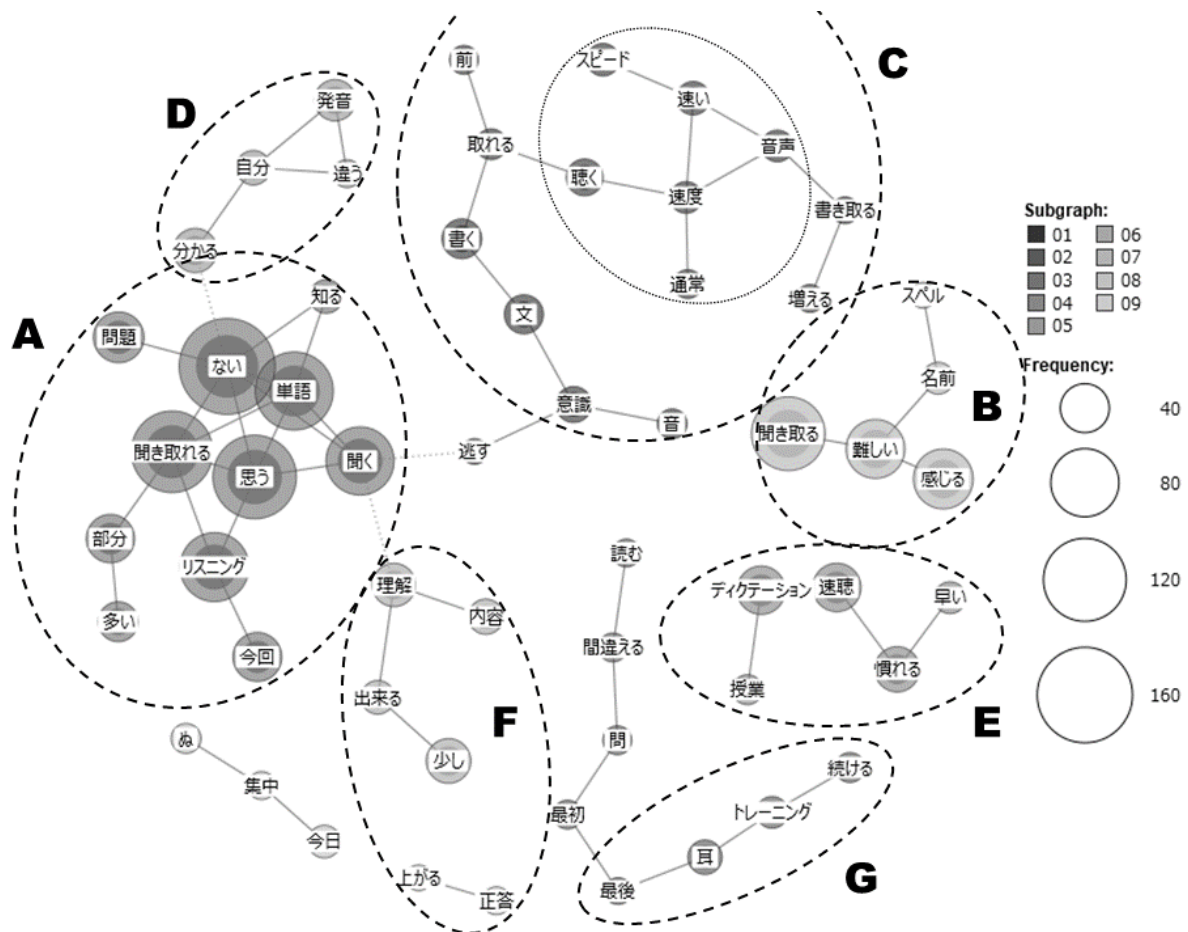 前
スピード
C
発音
速い
D
取れる
音声
自分
違う
聴く
速度
書き取る
書く
分かる
通常
増える
Subgraph:
01
06
02
07
03
08
04
09
05
知る
スペル
A
問題
文
ない
Frequency:
単語
名前
B
40
意識
音
聞き取る
難しい
聞き取れる
聞く
逃す
思う
感じる
80
部分
リスニング
読む
理解
ディクテーション
速聴
早い
120
多い
内容
今回
間違える
慣れる
出来る
授業
160
F
E
ぬ
問
少し
続ける
集中
最初
トレーニング
今日
耳
上がる
最後
G
正答